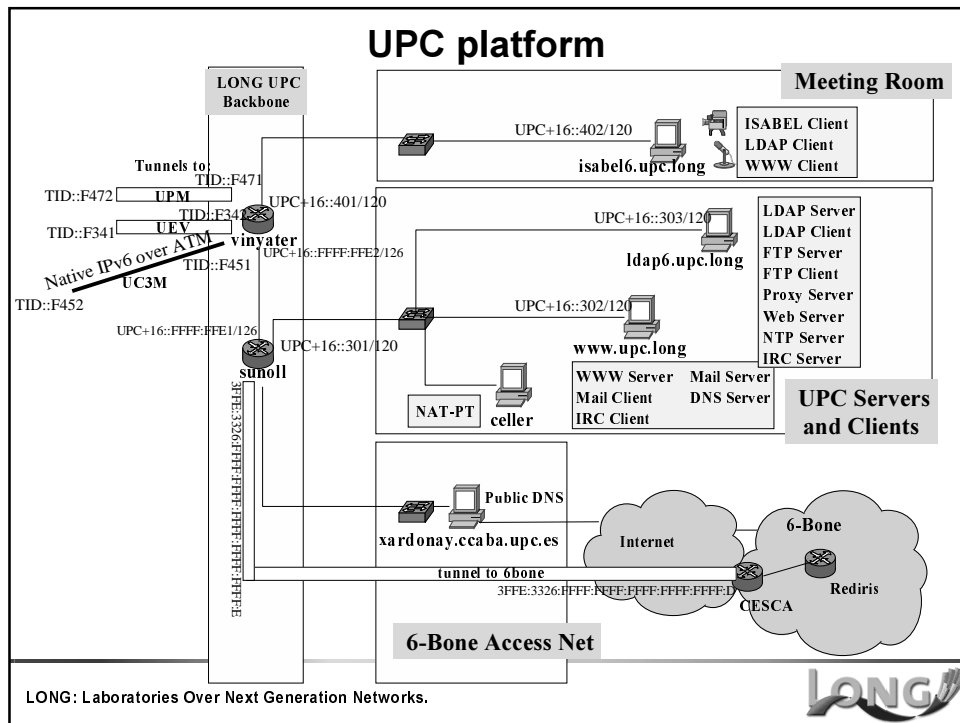 UPC platform
LONG UPC
Backbone
Meeting Room
UPC+16::402/120
isabel6.upc.long
ISABEL Client
LDAP Client
WWW Client
Tunnels to:
TID::F471
TID::F472
UPM
TID::F342
UPC+16::401/120
TID::F341
UEV
vinyater
Native IPv6 over ATM
TID::F451
UPC+16::FFFF:FFE2/126
UC3M
TID::F452
UPC+16::303/120
ldap6.upc.long
LDAP Server
LDAP Client
FTP Server
FTP Client
Proxy Server
Web Server
NTP Server
IRC Server
UPC+16::302/120
www.upc.long
UPC+16::FFFF:FFE1/126
UPC+16::301/120
sunoll
WWW Server Mail Server
Mail Client DNS Server
IRC Client
NAT-PT
celler
UPC Servers
and Clients
3FFE:3326:FFFF:FFFF:FFFF:FFFF:FFFF:E
Public DNS
xardonay.ccaba.upc.es
Internet
6-Bone
Rediris
tunnel to 6bone
3FFE:3326:FFFF:FFFF:FFFF:FFFF:FFFF:D
CESCA
6-Bone Access Net
LONG: Laboratories Over Next Generation Networks.
LONG